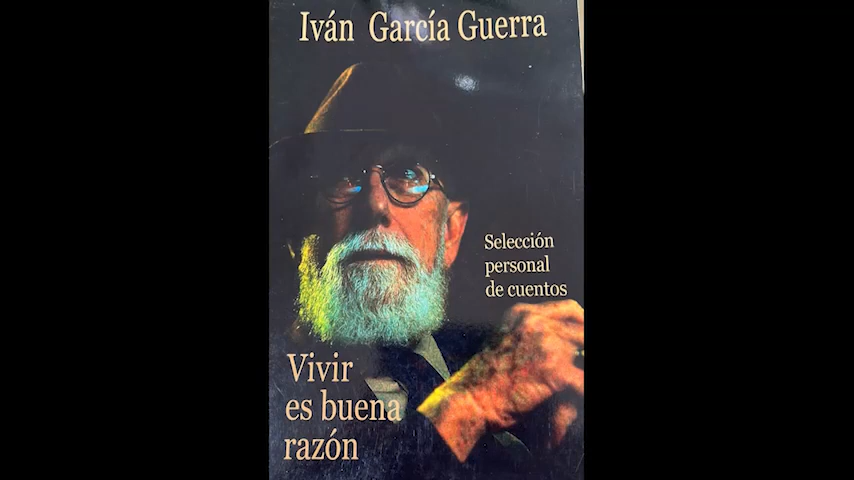 Iván García Guerra
Selección
personal
de cuentos
Vivir
es buena
razón